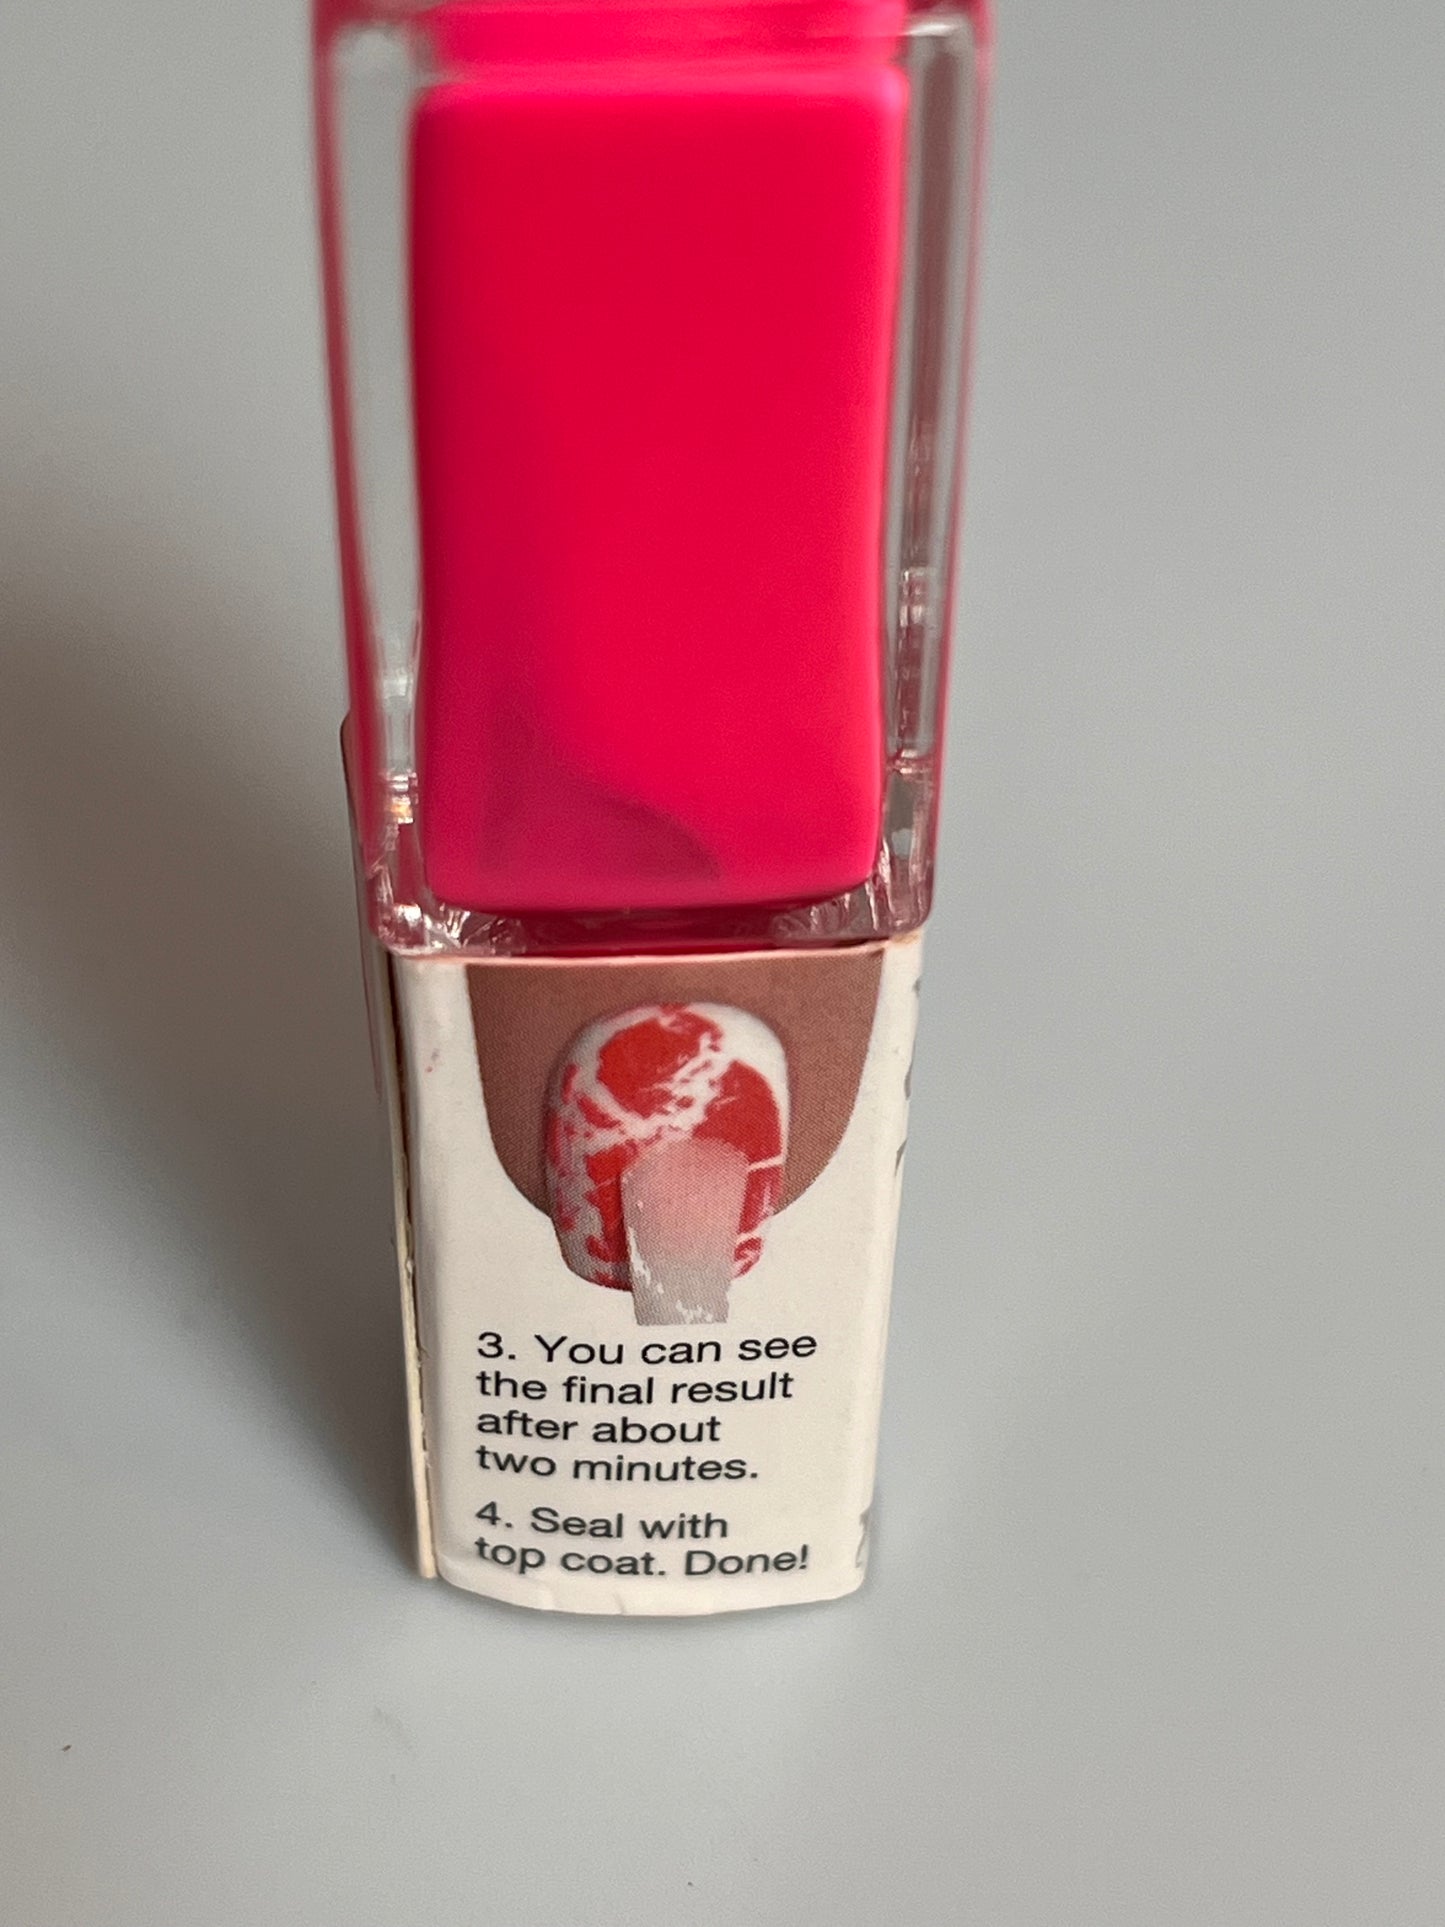 3. You can see
the final result
after about
two minutes.
4. Seal with
top coat. Done!